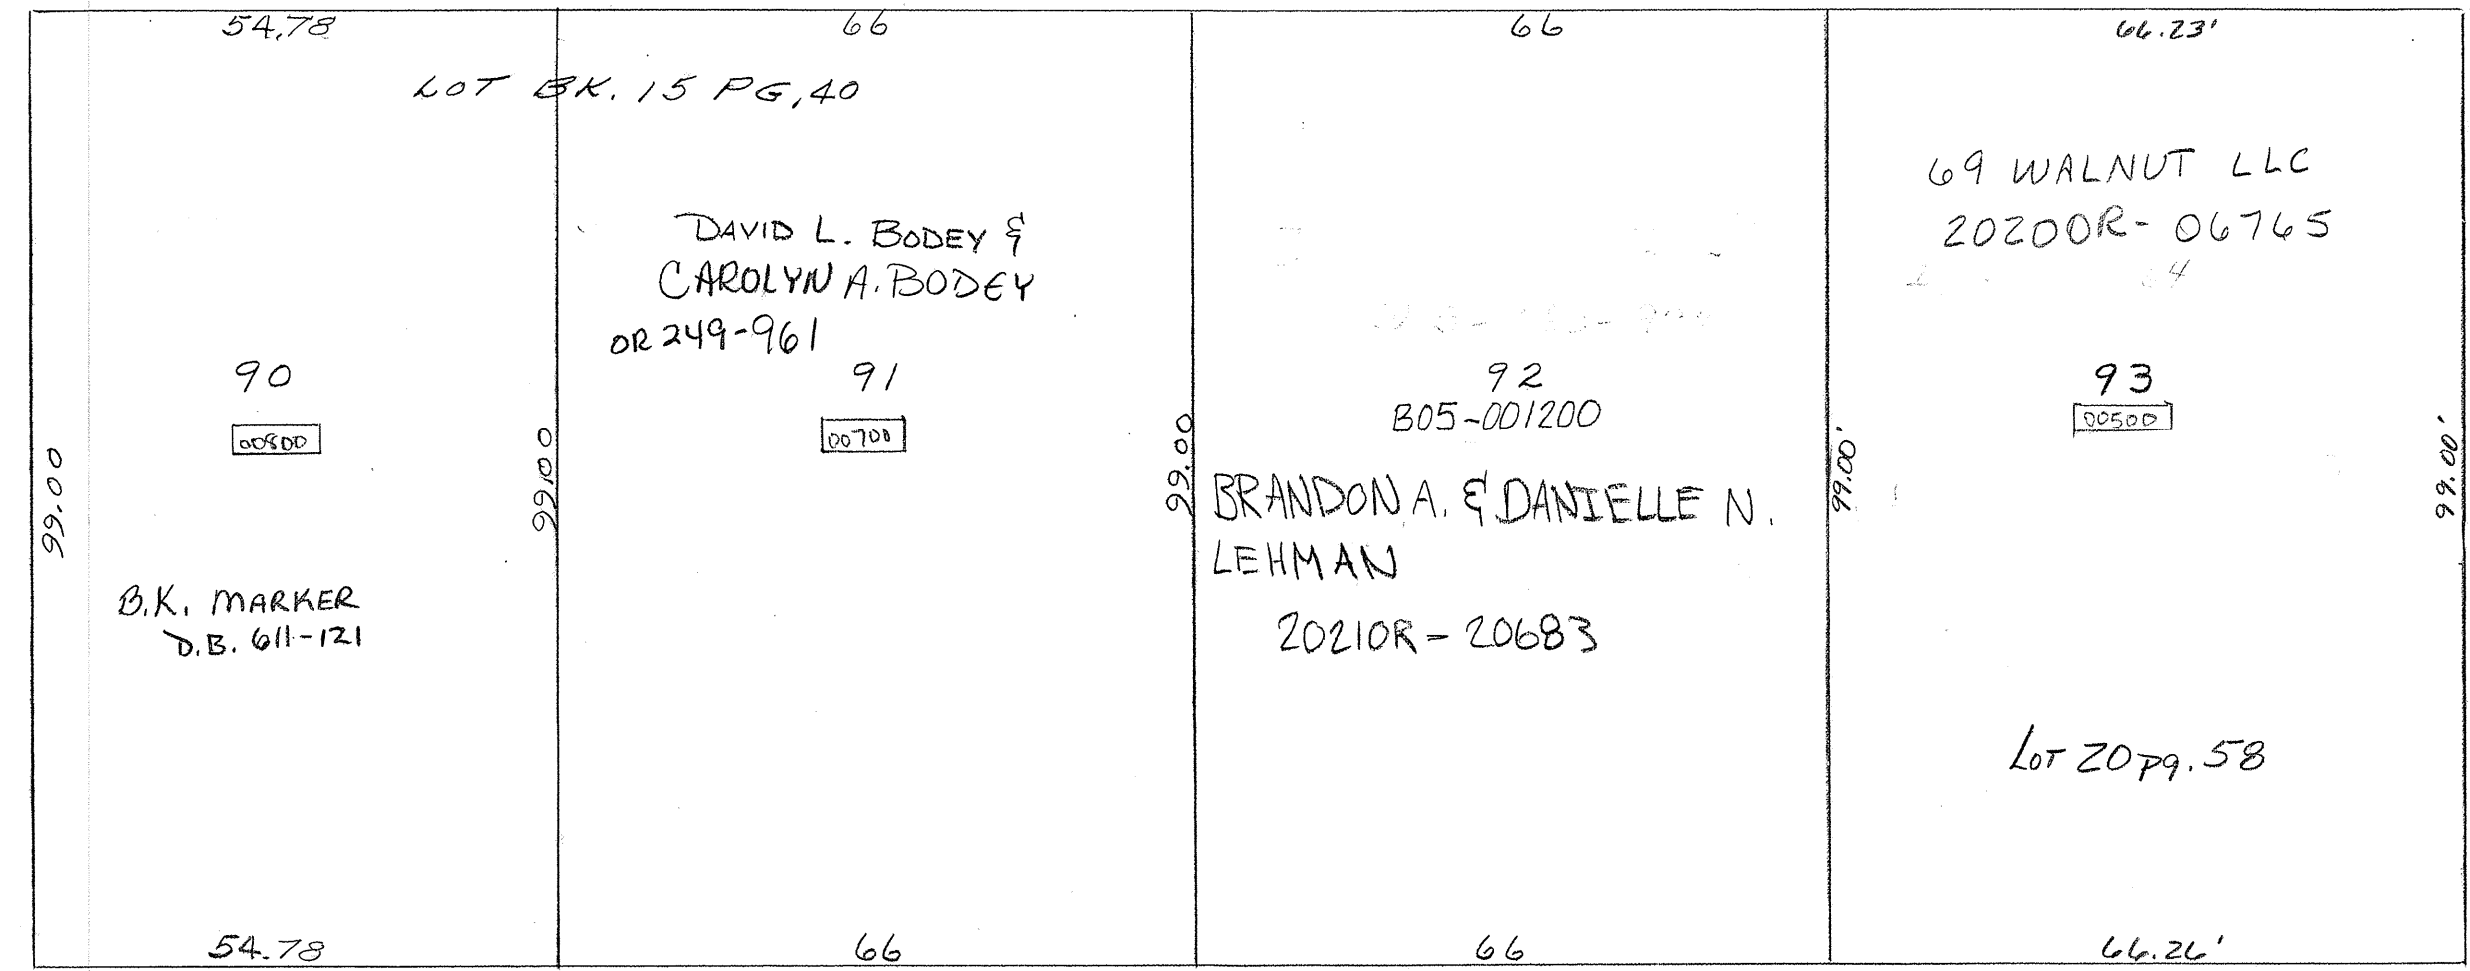 54.78
66
66
66.23'
LOT BK. 15 PG, 40
69 WALNUT LLC
2020OR- 06765
DAVID L. BODEY &
CAROLYN A. BODEY
OR 249-961
90
91
92
93
00800
00700
B05-001200
00500
99.00
99.00
99.00
99.00'
99.00'
BRANDON A. & DANIELLE N.
LEHMAN
2021OR- 20683
B.K. MARKER
D.B. 611-121
LOT 20 pg. 58
54.78
66
66
66.26'